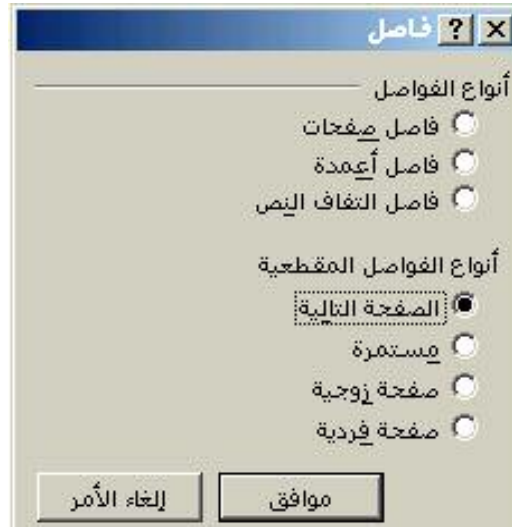 فاصل
أنواع الفواصل
فاصل صفحات
فاصل أعمدة
فاصل التفاف النص
أنواع الفواصل المقطعية
الصفحة التالية
مستمرة
صفحة زوجية
صفحة فردية
موافق إلغاء الأمر